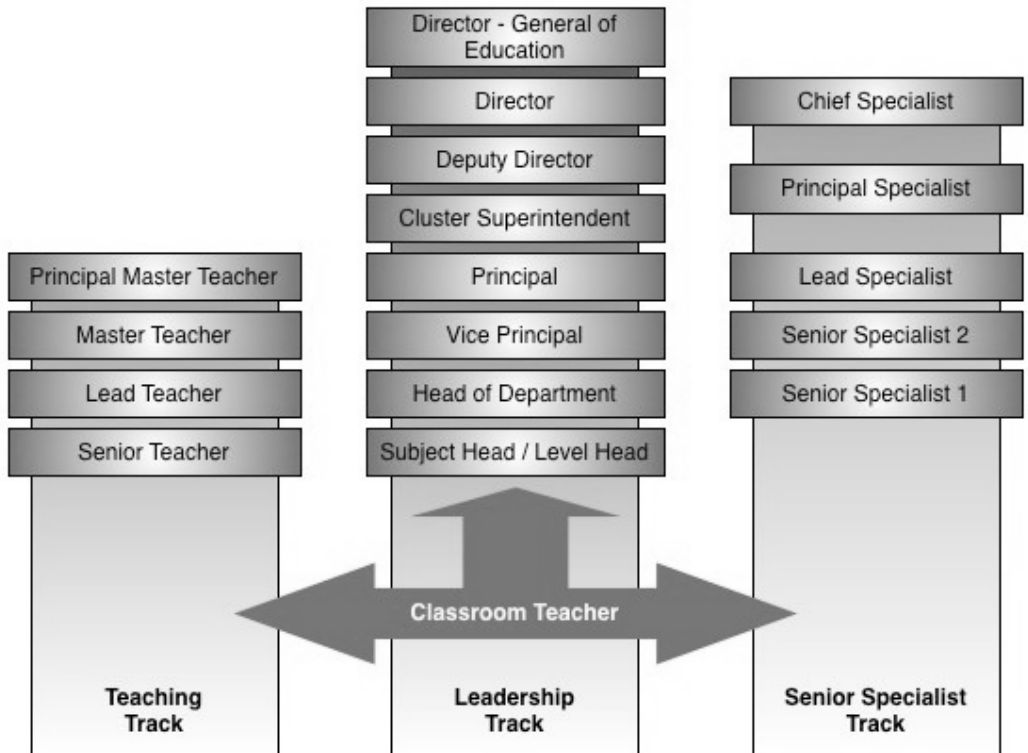 Director - General of
Education
Director
Deputy Director
Cluster Superintendent
Principal
Vice Principal
Head of Department
Subject Head / Level Head
Principal Master Teacher
Master Teacher
Lead Teacher
Senior Teacher
Chief Specialist
Principal Specialist
Lead Specialist
Senior Specialist 2
Senior Specialist 1
Classroom Teacher
Teaching
Track
Leadership
Track
Senior Specialist
Track